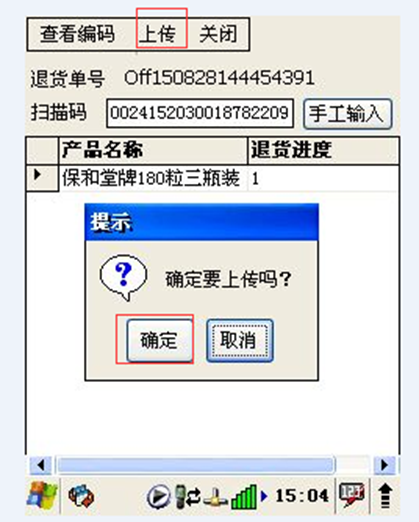 查看编码 上传 关闭
退货单号 Off150828144454391
扫描码 0024152030018782209 手工输入
产品名称 退货进度
保和堂牌180粒三瓶装 1
提示
确定要上传吗?
确定 取消
15:04